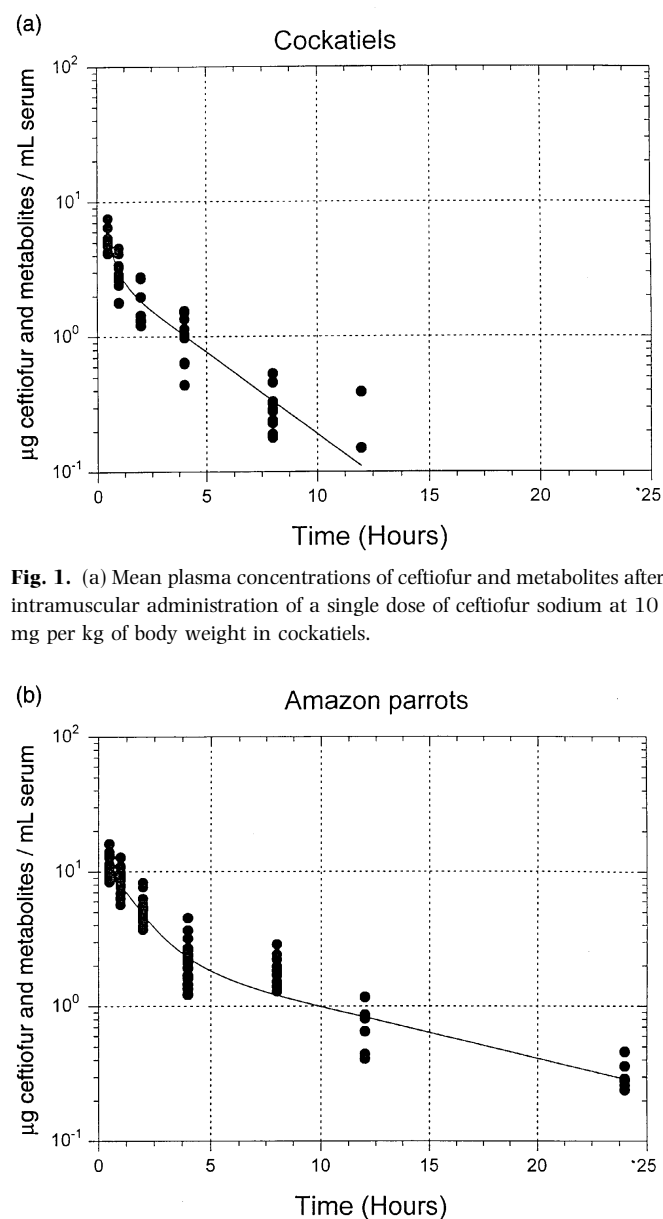 (a)
Cockatiels
µg ceftiofur and metabolites / mL serum
10²
10¹
10⁰
10⁻¹
0 5 10 15 20 25
Time (Hours)
Fig. 1. (a) Mean plasma concentrations of ceftiofur and metabolites after
intramuscular administration of a single dose of ceftiofur sodium at 10
mg per kg of body weight in cockatiels.
(b)
Amazon parrots
µg ceftiofur and metabolites / mL serum
10²
10¹
10⁰
10⁻¹
0 5 10 15 20 25
Time (Hours)